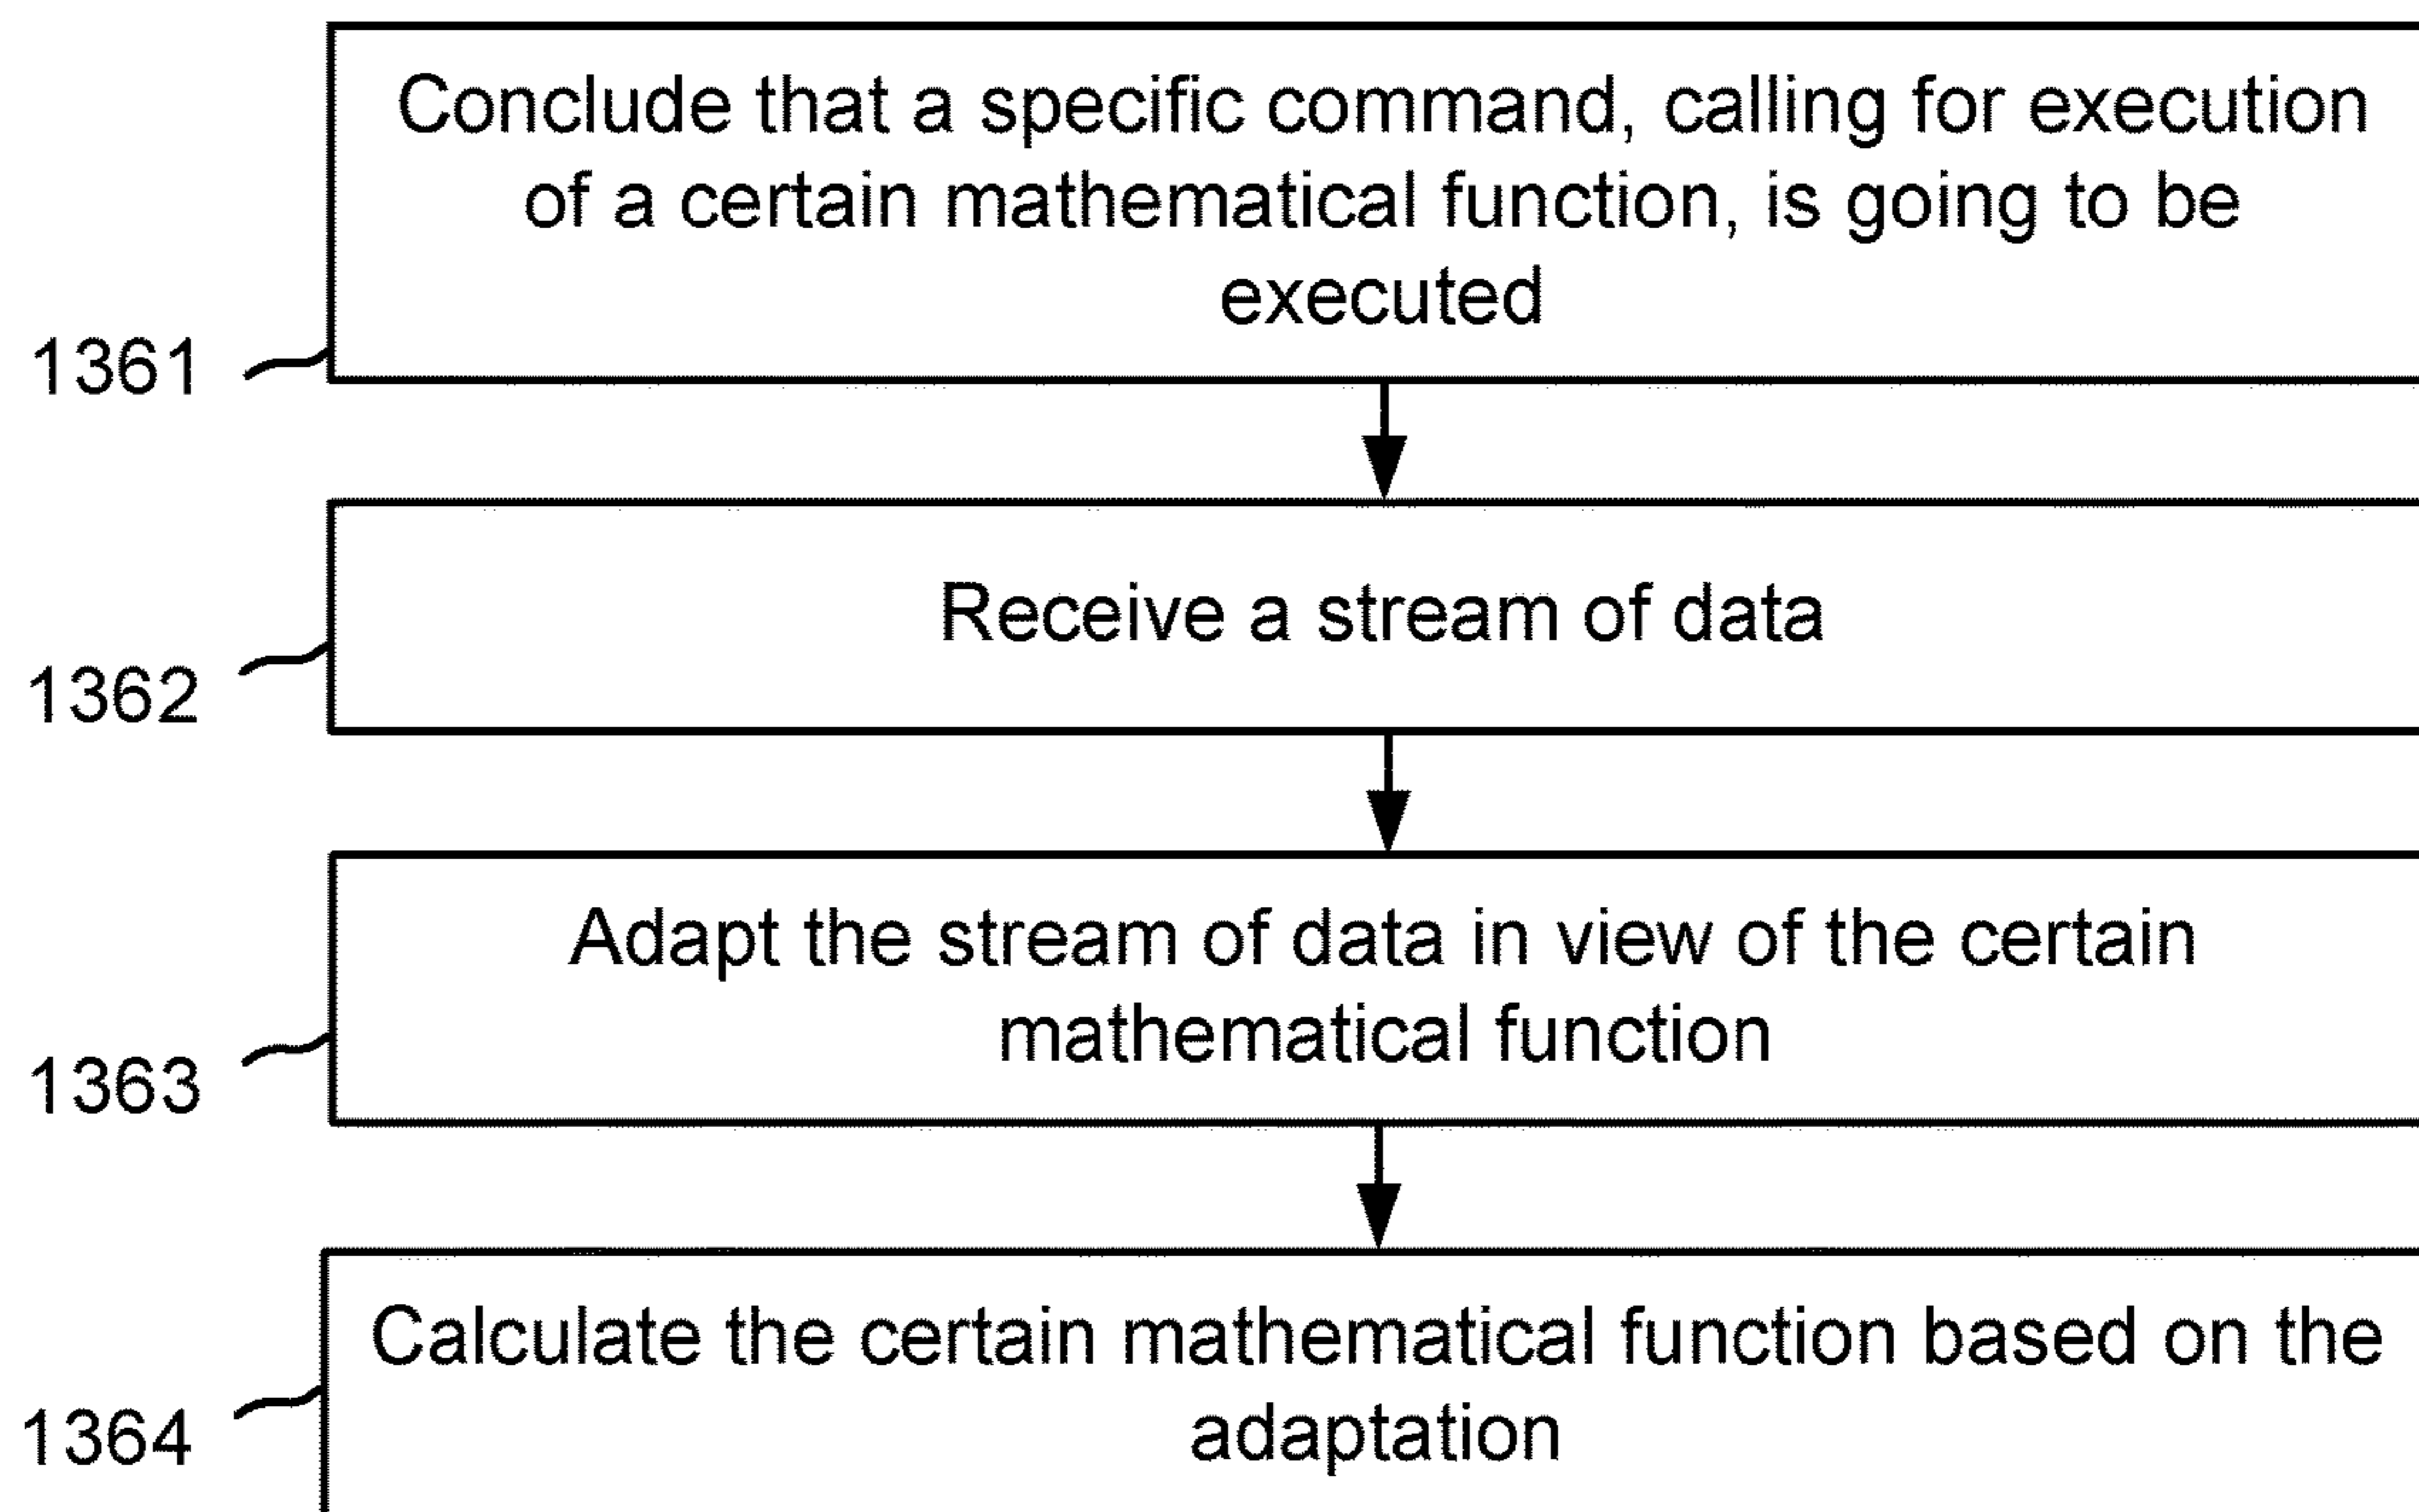 Conclude that a specific command, calling for execution
of a certain mathematical function, is going to be
executed
1361
Receive a stream of data
1362
Adapt the stream of data in view of the certain
mathematical function
1363
Calculate the certain mathematical function based on the
adaptation
1364